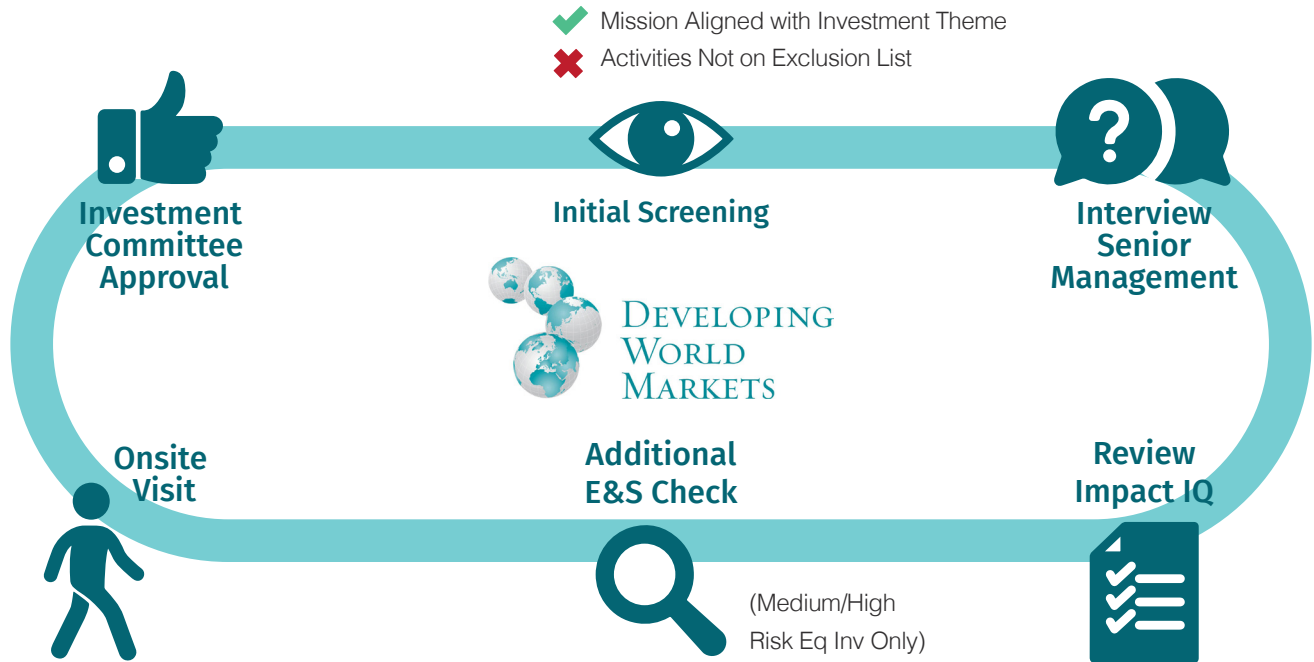 Mission Aligned with Investment Theme
Activities Not on Exclusion List
?
Investment
Committee
Approval
Initial Screening
Interview
Senior
Management
DEVELOPING
WORLD
MARKETS
Onsite
Visit
Additional
E&S Check
Review
Impact IQ
(Medium/High
Risk Eq Inv Only)